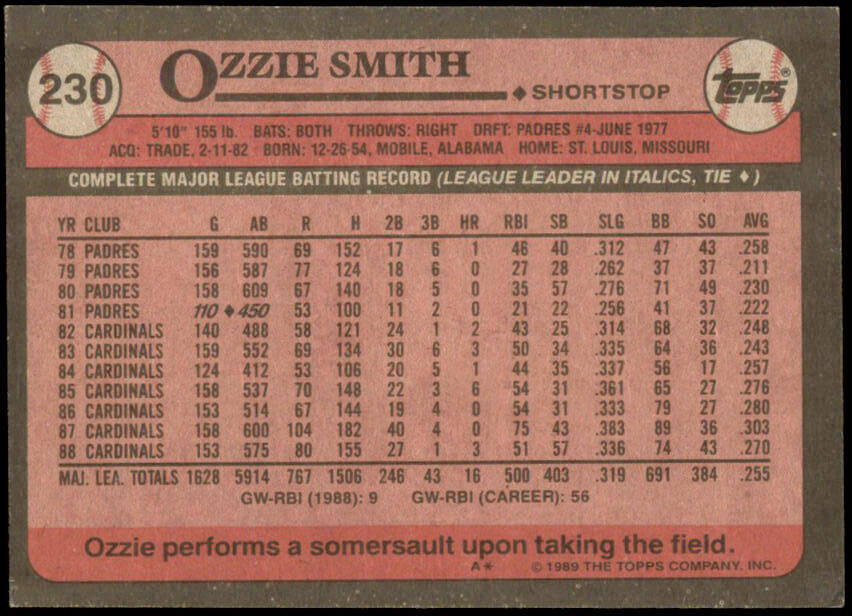 230
OZZIE SMITH
topps®
♦ SHORTSTOP
5'10" 155 lb. BATS: BOTH THROWS: RIGHT DRFT: PADRES #4-JUNE 1977
ACQ: TRADE, 2-11-82 BORN: 12-26-54, MOBILE, ALABAMA HOME: ST. LOUIS, MISSOURI
COMPLETE MAJOR LEAGUE BATTING RECORD (LEAGUE LEADER IN ITALICS, TIE ♦)
YR CLUB G AB R H 2B 3B HR RBI SB SLG BB SO AVG
78 PADRES 159 590 69 152 17 6 1 46 40 .312 47 43 .258
79 PADRES 156 587 77 124 18 6 0 27 28 .262 37 37 .211
80 PADRES 158 609 67 140 18 5 0 35 57 .276 71 49 .230
81 PADRES 110 ♦450 53 100 11 2 0 21 22 .256 41 37 .222
82 CARDINALS 140 488 58 121 24 1 2 43 25 .314 68 32 .248
83 CARDINALS 159 552 69 134 30 6 3 50 34 .335 64 36 .243
84 CARDINALS 124 412 53 106 20 5 1 44 35 .337 56 17 .257
85 CARDINALS 158 537 70 148 22 3 6 54 31 .361 65 27 .276
86 CARDINALS 153 514 67 144 19 4 0 54 31 .333 79 27 .280
87 CARDINALS 158 600 104 182 40 4 0 75 43 .383 89 36 .303
88 CARDINALS 153 575 80 155 27 1 3 51 57 .336 74 43 .270
MAJ. LEA. TOTALS 1628 5914 767 1506 246 43 16 500 403 .319 691 384 .255
GW-RBI (1988): 9 GW-RBI (CAREER): 56
Ozzie performs a somersault upon taking the field.
A* © 1989 THE TOPPS COMPANY, INC.